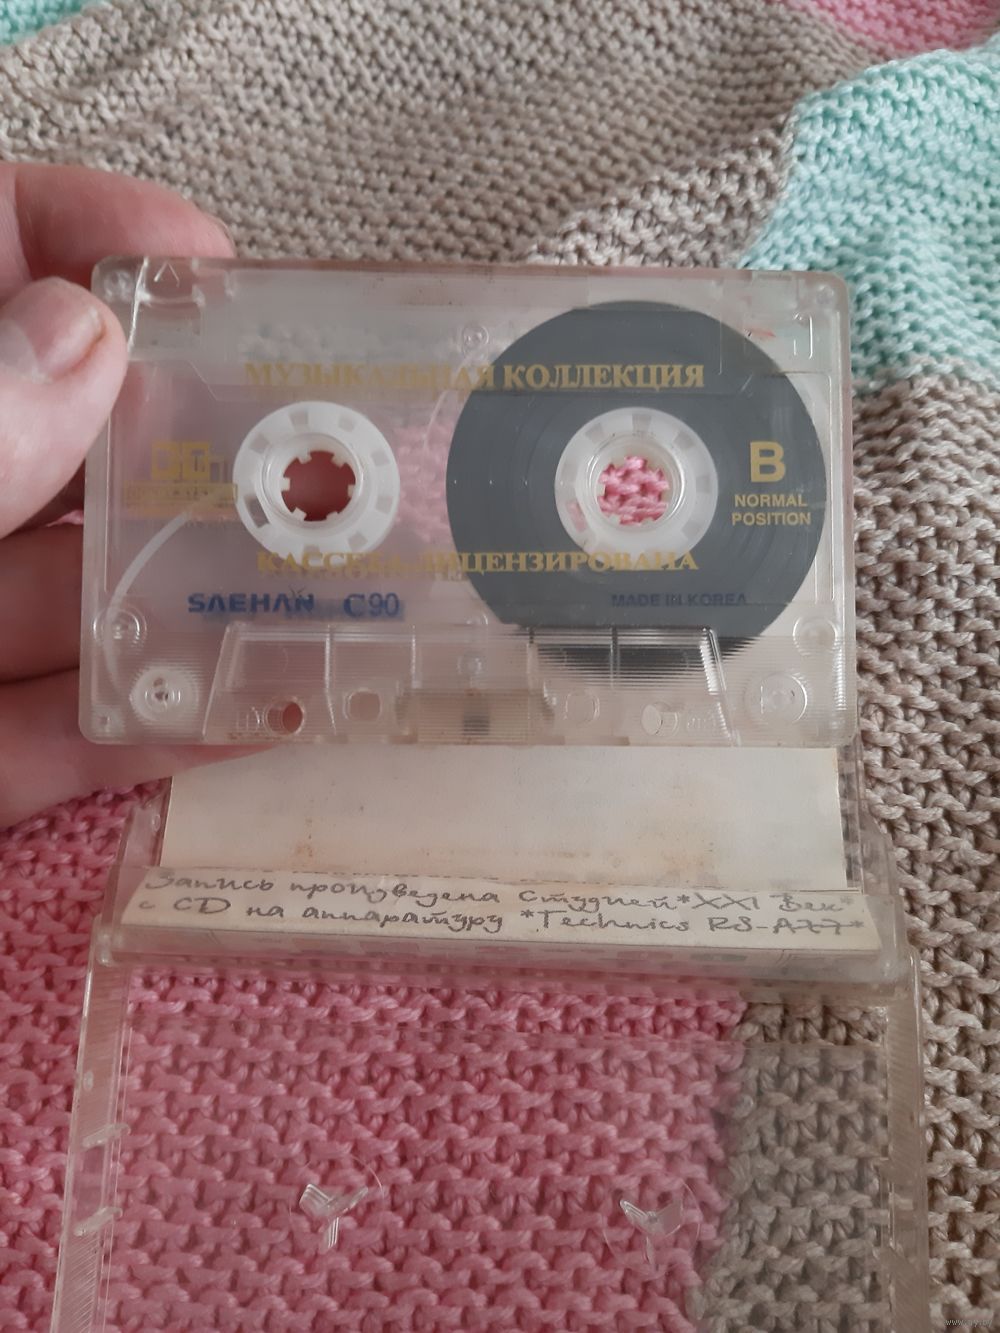 МУЗЫКАЛЬНАЯ КОЛЛЕКЦИЯ
B
NORMAL
POSITION
КАССЕТА ЛИЦЕНЗИРОВАНА
SAEHAN C90
MADE IN KOREA
Запись произведена студией *XXI Век*
с CD на аппаратуру *Technics RS-A77*